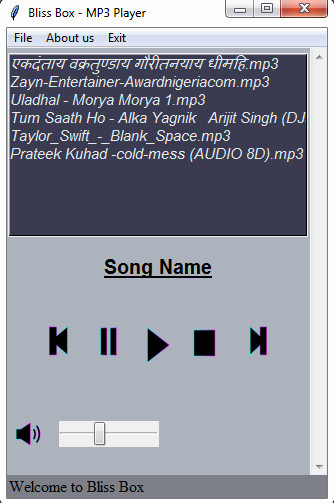 Bliss Box - MP3 Player
File About us Exit
एकदंताय वक्रतुण्डाय गौरीतनयाय धीमहि.mp3
Zayn-Entertainer-Awardnigeriacom.mp3
Uladhal - Morya Morya 1.mp3
Tum Saath Ho - Alka Yagnik   Arijit Singh (DJ
Taylor_Swift_-_Blank_Space.mp3
Prateek Kuhad -cold-mess (AUDIO 8D).mp3
Song Name
Welcome to Bliss Box